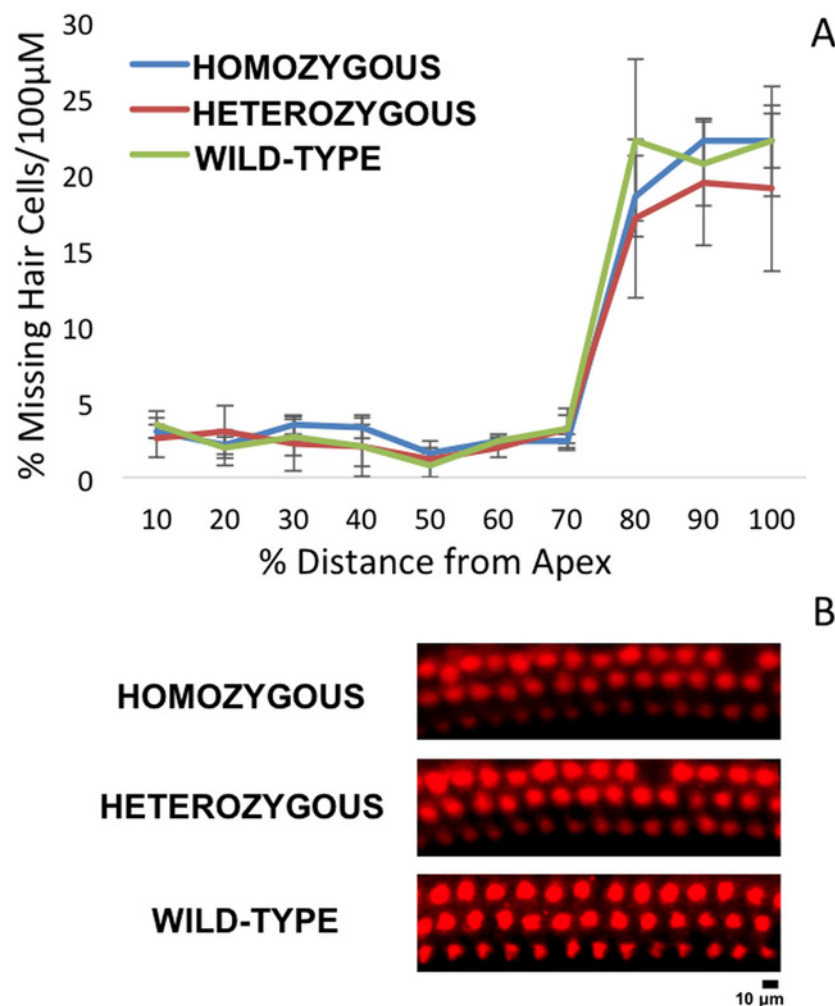 A
30
25
20
15
10
5
0
% Missing Hair Cells/100µM
HOMOZYGOUS
HETEROZYGOUS
WILD-TYPE
10 20 30 40 50 60 70 80 90 100
% Distance from Apex
B
HOMOZYGOUS
HETEROZYGOUS
WILD-TYPE
10 µm